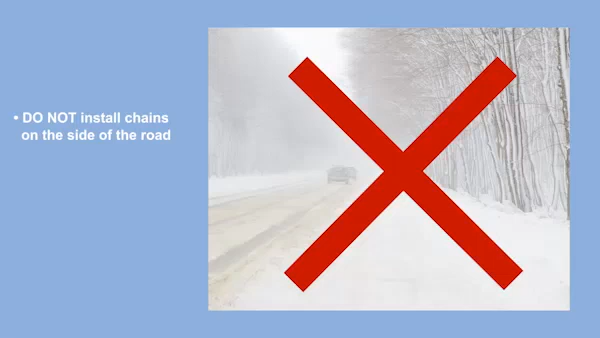 • DO NOT install chains
on the side of the road